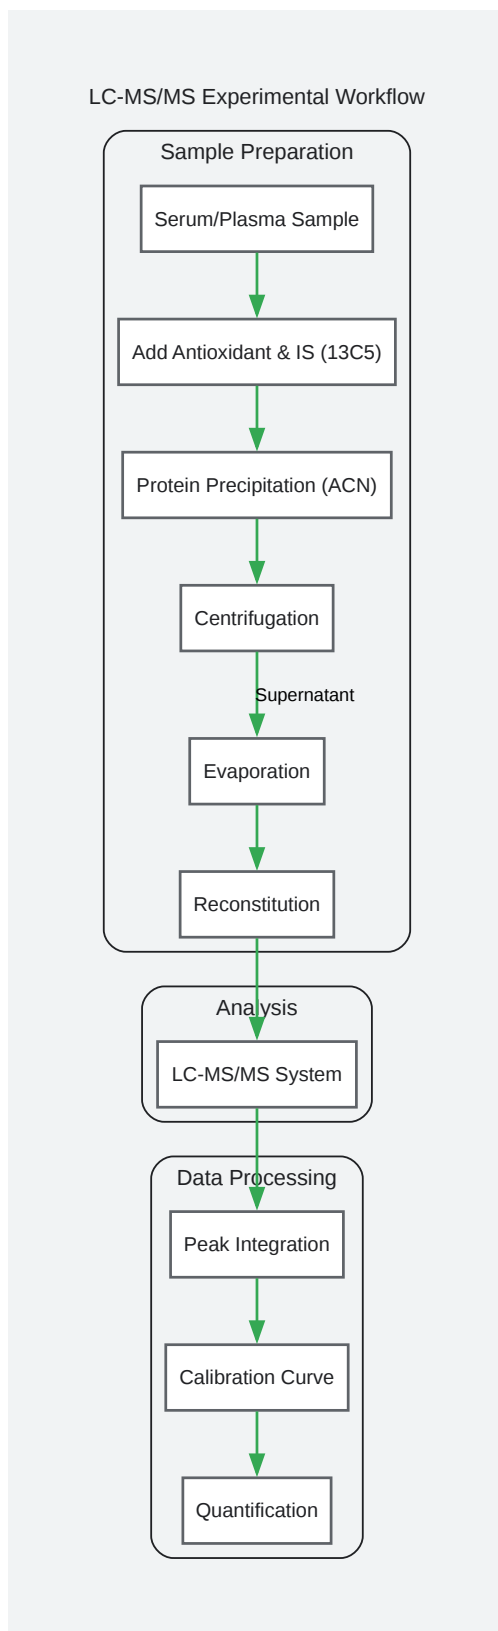 LC-MS/MS Experimental Workflow
Sample Preparation
Serum/Plasma Sample
Add Antioxidant & IS (13C5)
Protein Precipitation (ACN)
Centrifugation
Supernatant
Evaporation
Reconstitution
Analysis
LC-MS/MS System
Data Processing
Peak Integration
Calibration Curve
Quantification